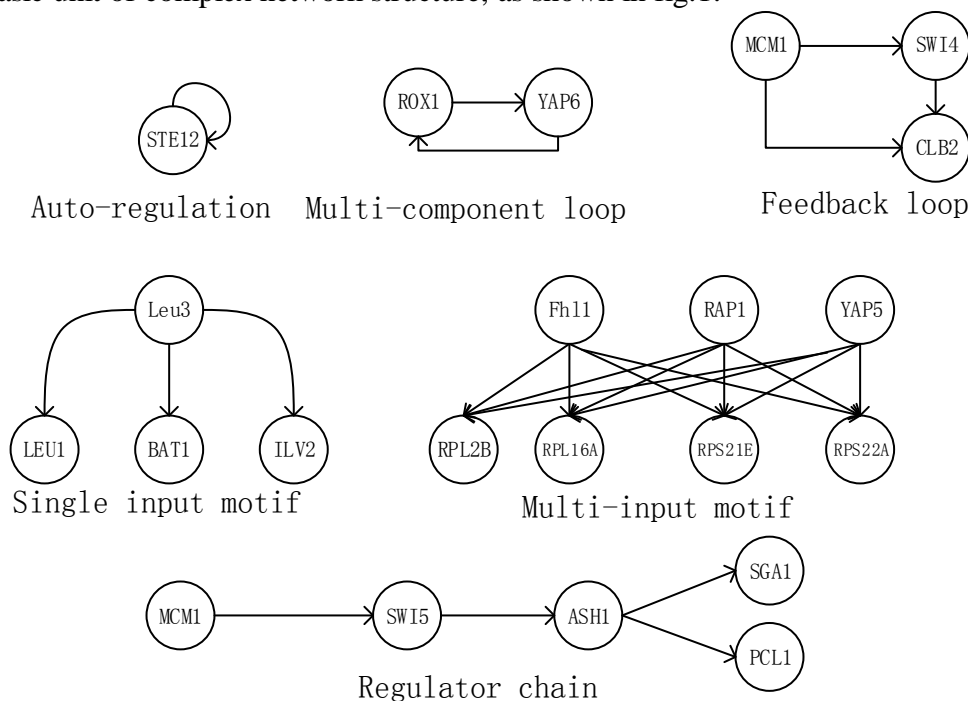 basic unit of complex network structure, as shown in fig.1.
MCM1
SWI4
CLB2
ROX1
YAP6
STE12
Auto-regulation
Multi-component loop
Feedback loop
Leu3
LEU1
BAT1
ILV2
Single input motif
Fhl1
RAP1
YAP5
RPL2B
RPL16A
RPS21E
RPS22A
Multi-input motif
MCM1
SWI5
ASH1
SGA1
PCL1
Regulator chain